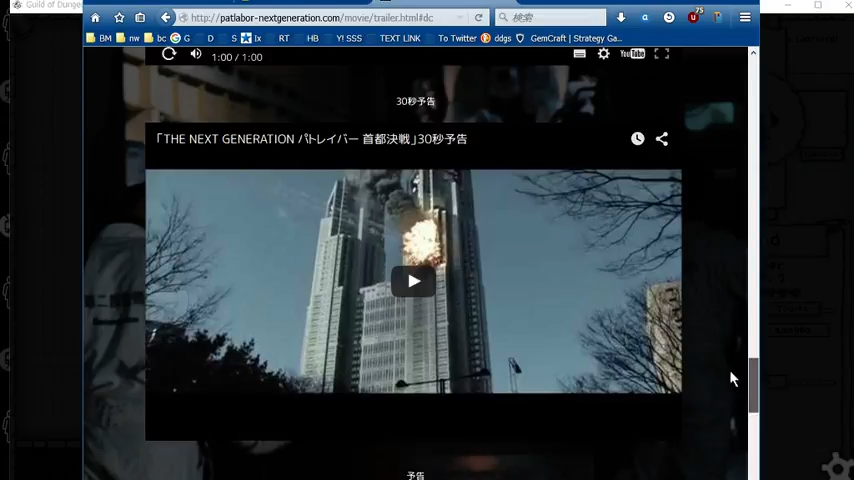 Guild of Dunge
http://patlabor-nextgeneration.com/movie/trailer.html#dc
検索
75
BM nw bc G D S Ix RT HB Y! SSS TEXT LINK To Twitter ddgs GemCraft | Strategy Ga...
1:00 / 1:00
YouTube
30秒予告
「THE NEXT GENERATION パトレイバー 首都決戦」30秒予告
予告